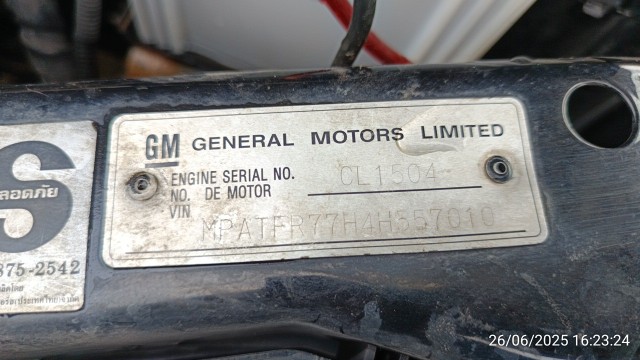 GM GENERAL MOTORS LIMITED
ENGINE SERIAL NO. CL1504
NO. DE MOTOR
VIN MPATFR77H4H557010
S
ลอดภัย
375-2542
26/06/2025 16:23:24